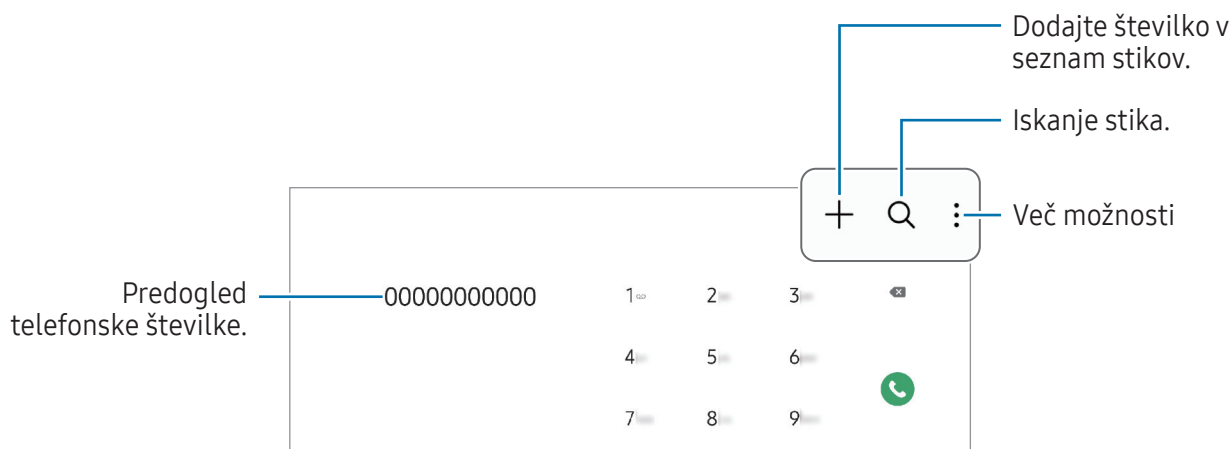 Dodajte številko v
seznam stikov.
Iskanje stika.
Več možnosti
Predogled
telefonske številke.
00000000000
1 2 3
4 5 6
7 8 9